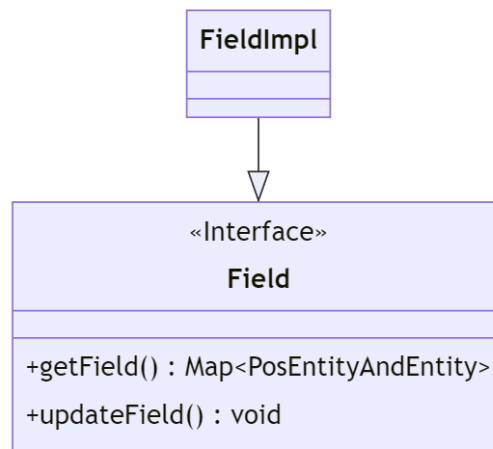 FieldImpl
«Interface»
Field
+getField() : Map<PosEntityAndEntity>
+updateField() : void